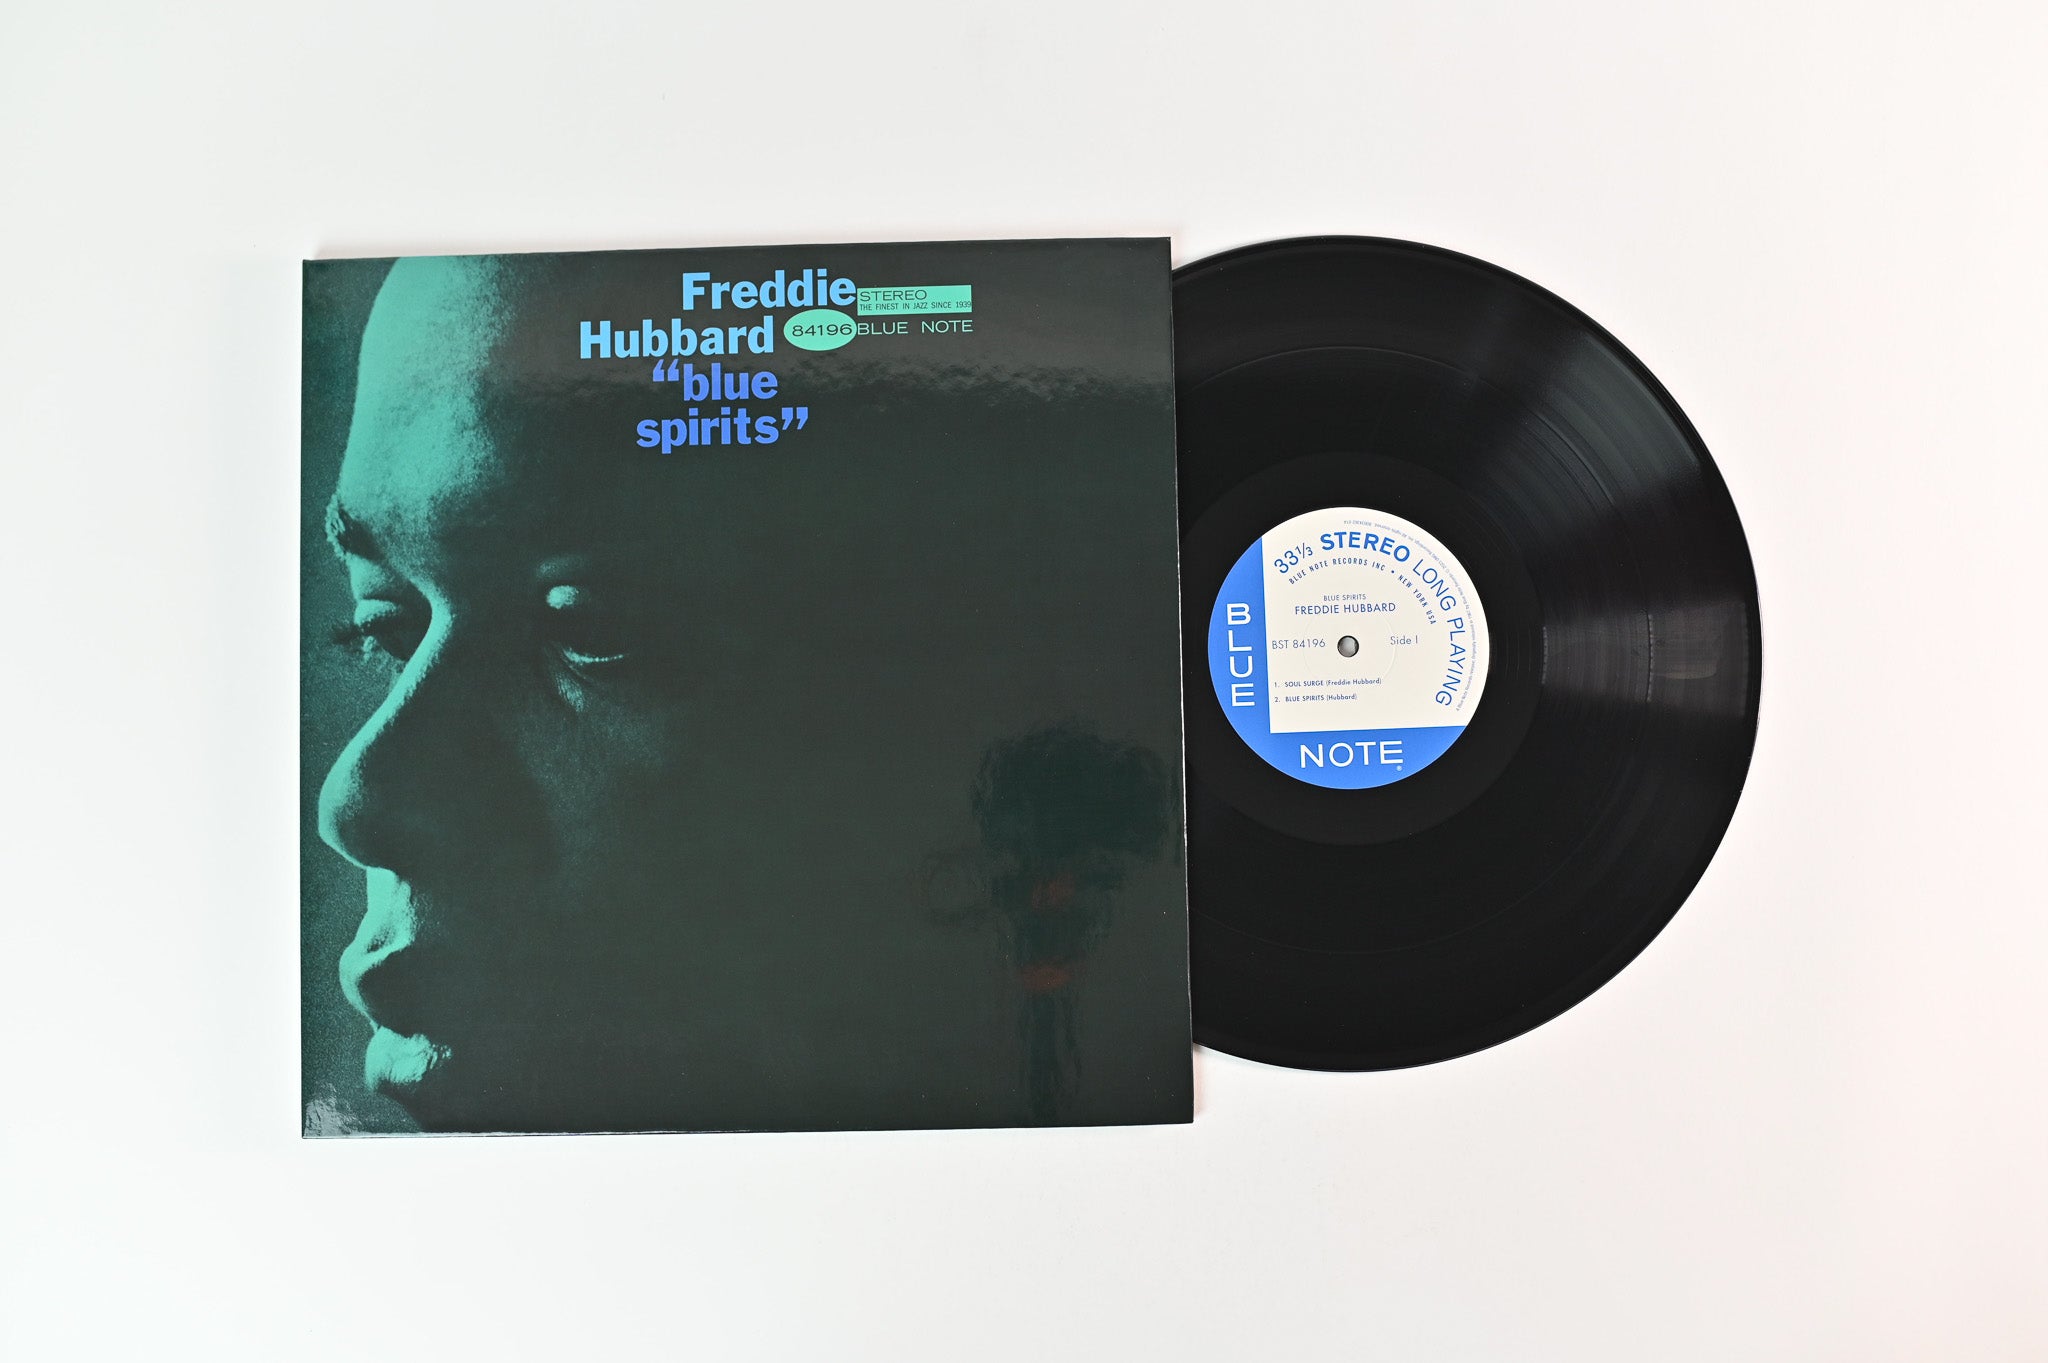 Freddie
Hubbard
“blue
spirits”
STEREO
THE FINEST IN JAZZ SINCE 1939
84196 BLUE NOTE
33⅓ STEREO LONG PLAYING
BLUE NOTE RECORDS INC • NEW YORK USA
BLUE SPIRITS
FREDDIE HUBBARD
BST 84196
Side I
1. SOUL SURGE (Freddie Hubbard)
2. BLUE SPIRITS (Hubbard)
BLUE
NOTE®